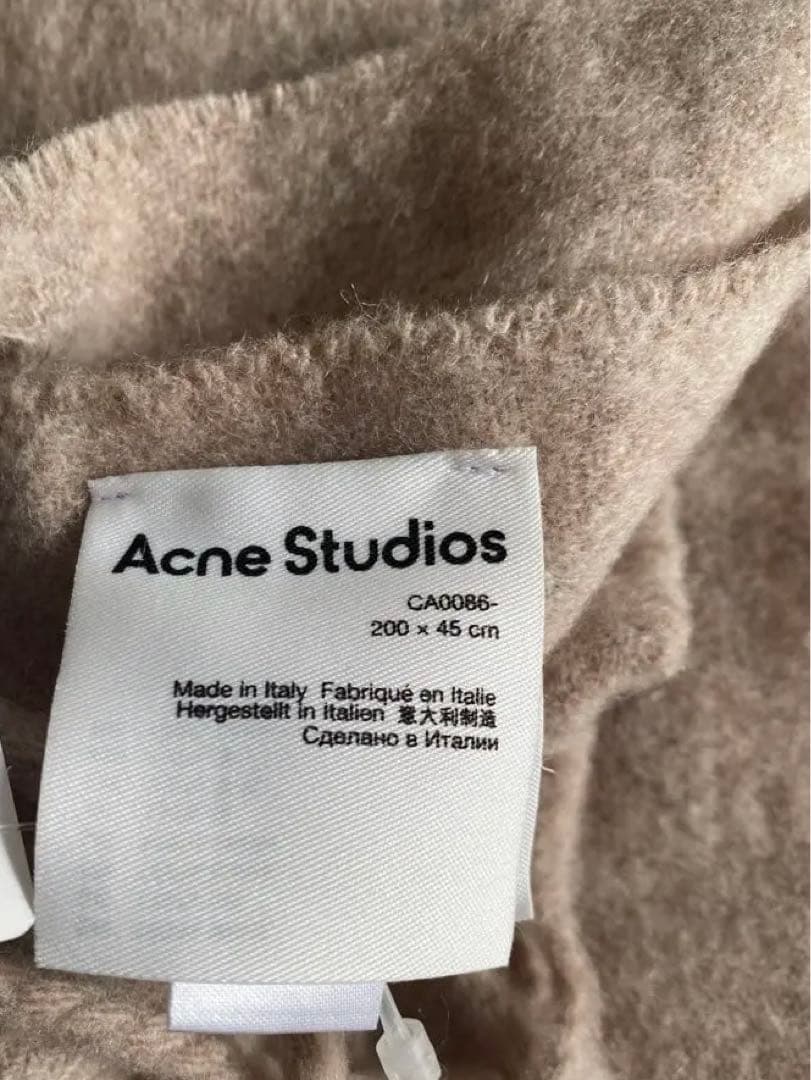 Acne Studios
CA0086-
200 × 45 cm
Made in Italy Fabriqué en Italie
Hergestellt in Italien 意大利制造
Сделано в Италии